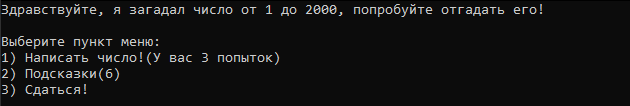 Здравствуйте, я загадал число от 1 до 2000, попробуйте отгадать его!
Выберите пункт меню:
1) Написать число!(У вас 3 попыток)
2) Подсказки(6)
3) Сдаться!